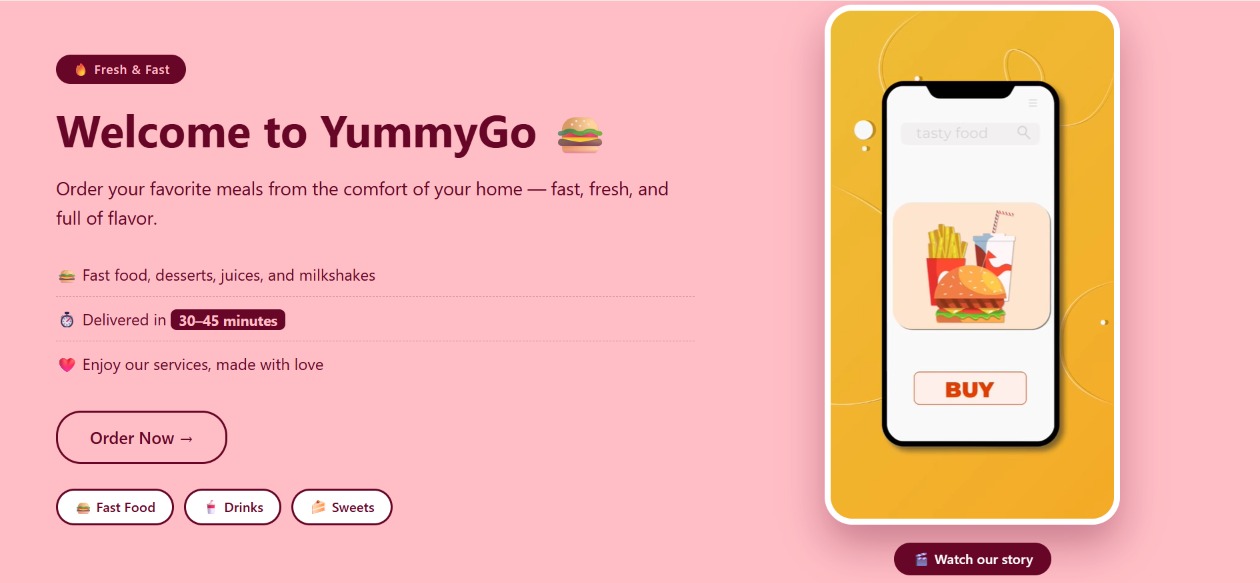 🔥 Fresh & Fast
Welcome to YummyGo 🍔
Order your favorite meals from the comfort of your home — fast, fresh, and
full of flavor.
🍔 Fast food, desserts, juices, and milkshakes
⏱️ Delivered in 30–45 minutes
❤️ Enjoy our services, made with love
Order Now →
🍔 Fast Food 🥤 Drinks 🍰 Sweets
tasty food
BUY
🎬 Watch our story